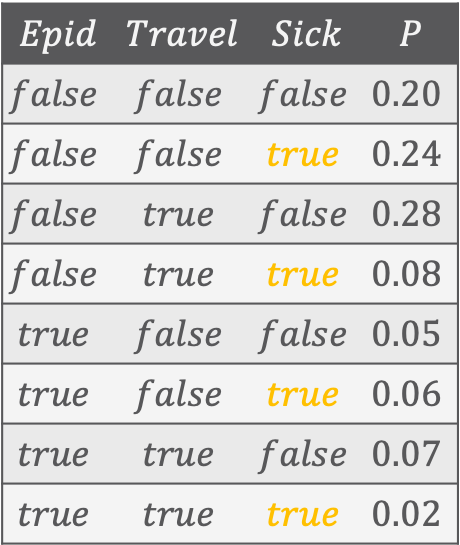 Epid Travel Sick P
false false false 0.20
false false true 0.24
false true false 0.28
false true true 0.08
true false false 0.05
true false true 0.06
true true false 0.07
true true true 0.02